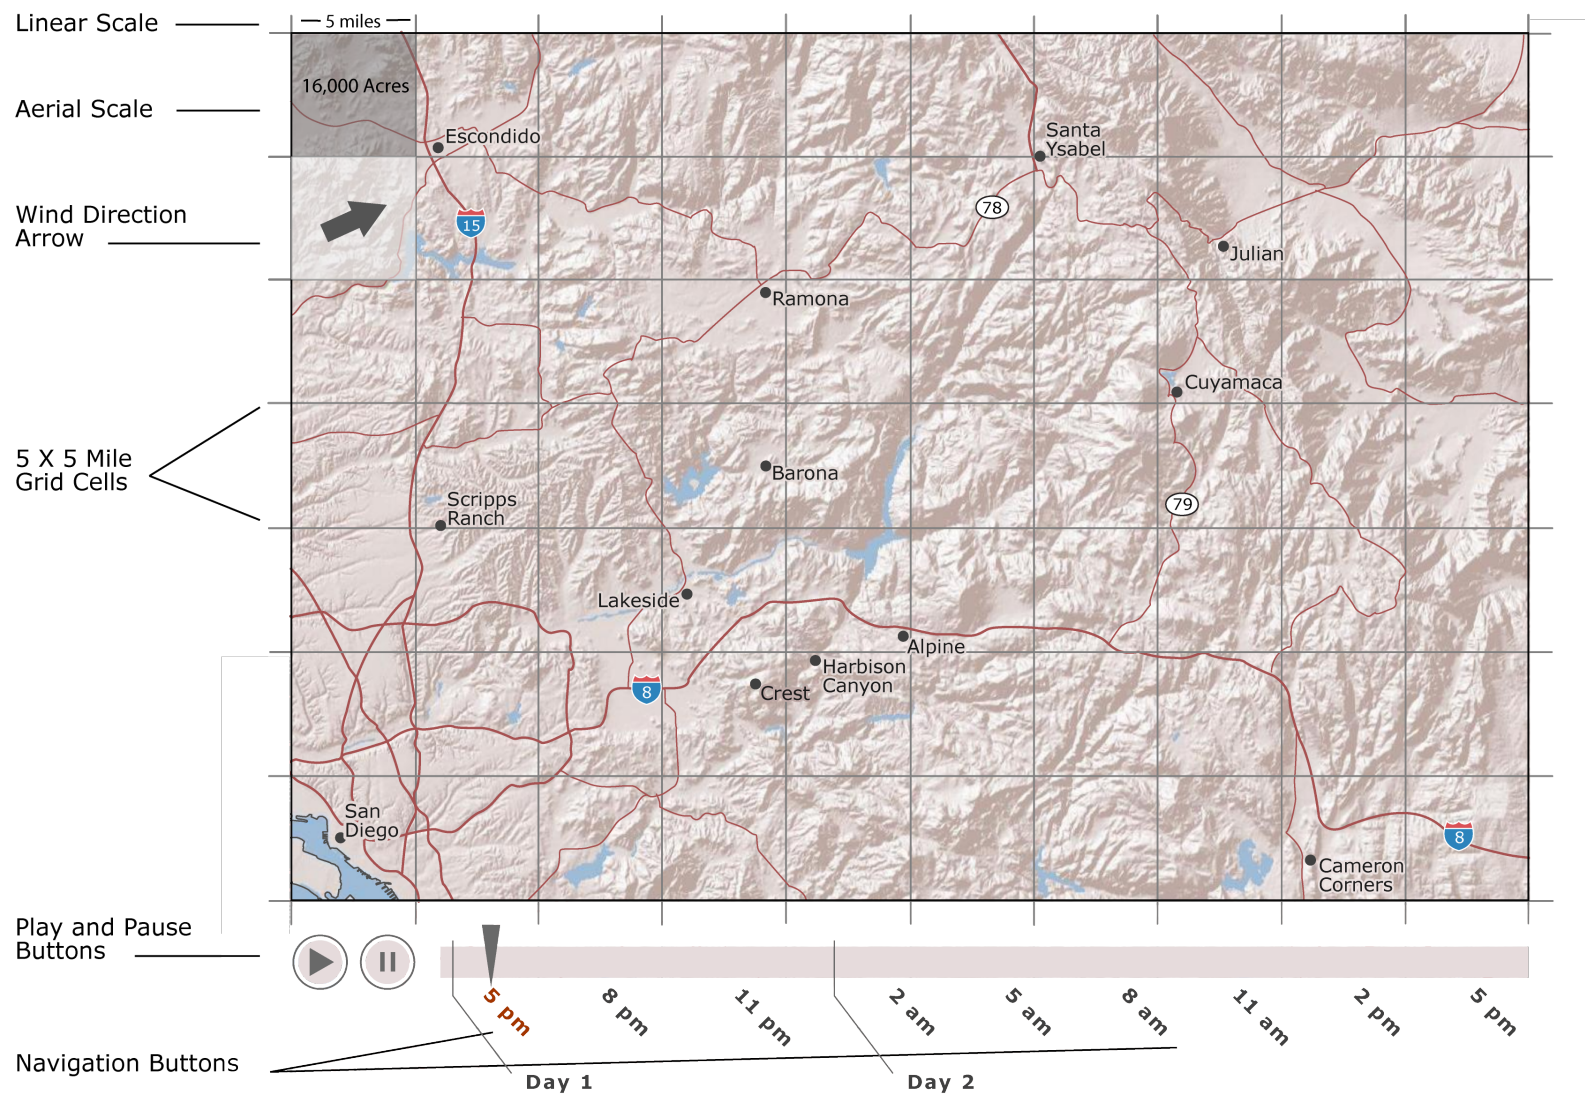 Linear Scale
5 miles
16,000 Acres
Aerial Scale
Escondido
Santa
Ysabel
Wind Direction
Arrow
15
78
Julian
Ramona
Cuyamaca
5 X 5 Mile
Grid Cells
Barona
Scripps
Ranch
79
Lakeside
Alpine
Harbison
Canyon
Crest
8
San
Diego
8
Cameron
Corners
Play and Pause
Buttons
5 pm
8 pm
11 pm
2 am
5 am
8 am
11 am
2 pm
5 pm
Navigation Buttons
Day 1
Day 2